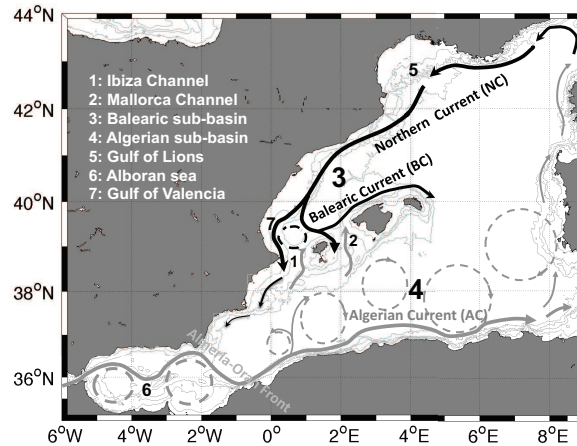 44°N
42°N
40°N
38°N
36°N
1: Ibiza Channel
2: Mallorca Channel
3: Balearic sub-basin
4: Algerian sub-basin
5: Gulf of Lions
6: Alboran sea
7: Gulf of Valencia
5
Northern Current (NC)
3
Balearic Current (BC)
7
2
1
4
Algerian Current (AC)
Almeria-Oran Front
6
6°W
4°W
2°W
0°
2°E
4°E
6°E
8°E